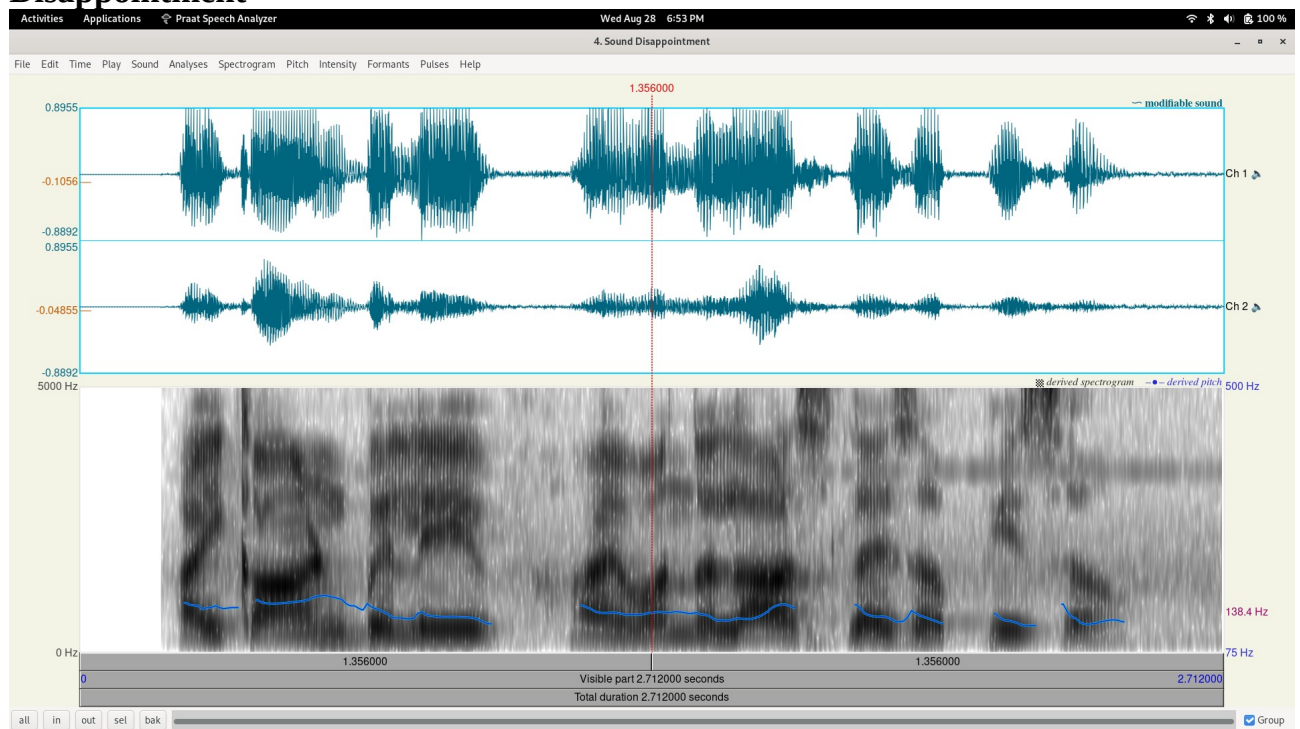 Disappointment
Activities Applications Praat Speech Analyzer Wed Aug 28 6:53 PM 100 %
4. Sound Disappointment
File Edit Time Play Sound Analyses Spectrogram Pitch Intensity Formants Pulses Help
1.356000
0.8955 modifiable sound
-0.1056 Ch 1
-0.8892
0.8955
-0.04855 Ch 2
-0.8892
5000 Hz derived spectrogram derived pitch 500 Hz
138.4 Hz
0 Hz 75 Hz
1.356000 1.356000
0 Visible part 2.712000 seconds 2.712000
Total duration 2.712000 seconds
all in out sel bak Group